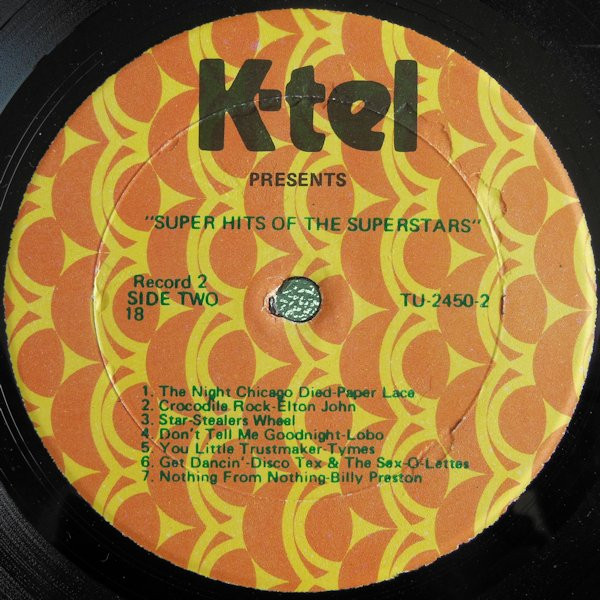 K-tel
PRESENTS
"SUPER HITS OF THE SUPERSTARS"
Record 2
SIDE TWO TU-2450-2
18
1. The Night Chicago Died-Paper Lace
2. Crocodile Rock-Elton John
3. Star-Stealers Wheel
4. Don't Tell Me Goodnight-Lobo
5. You Little Trustmaker-Tymes
6. Get Dancin'-Disco Tex & The Sex-O-Lettes
7. Nothing From Nothing-Billy Preston